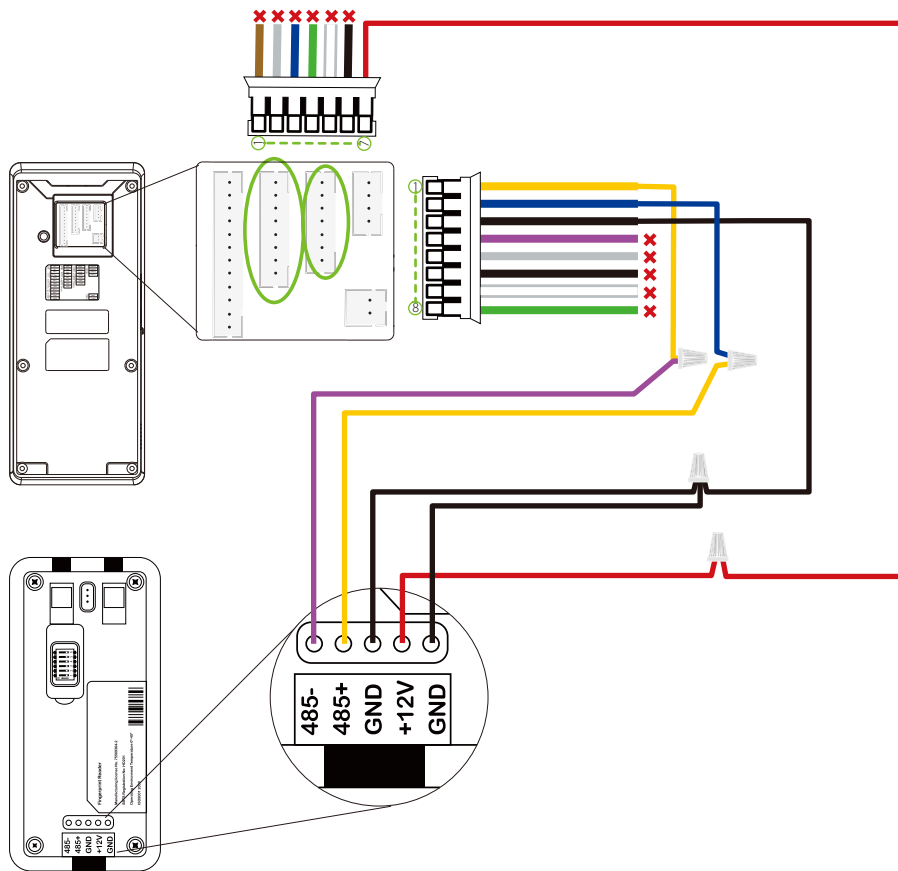 1
7
1
8
485-
485+
GND
+12V
GND
Fingerprint Reader
485-
485+
GND
+12V
GND